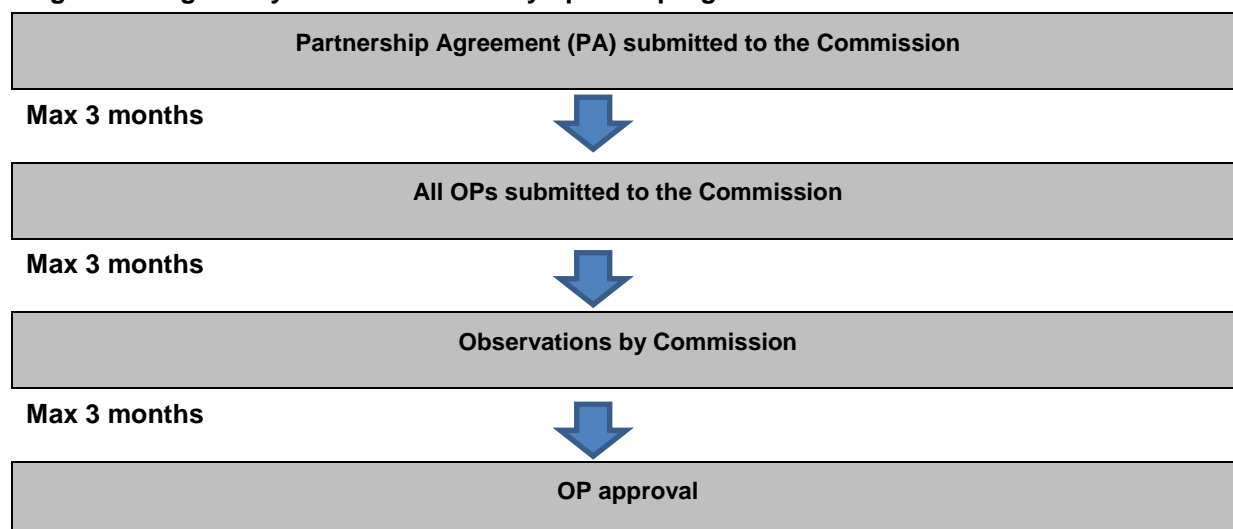 Partnership Agreement (PA) submitted to the Commission
Max 3 months
All OPs submitted to the Commission
Max 3 months
Observations by Commission
Max 3 months
OP approval